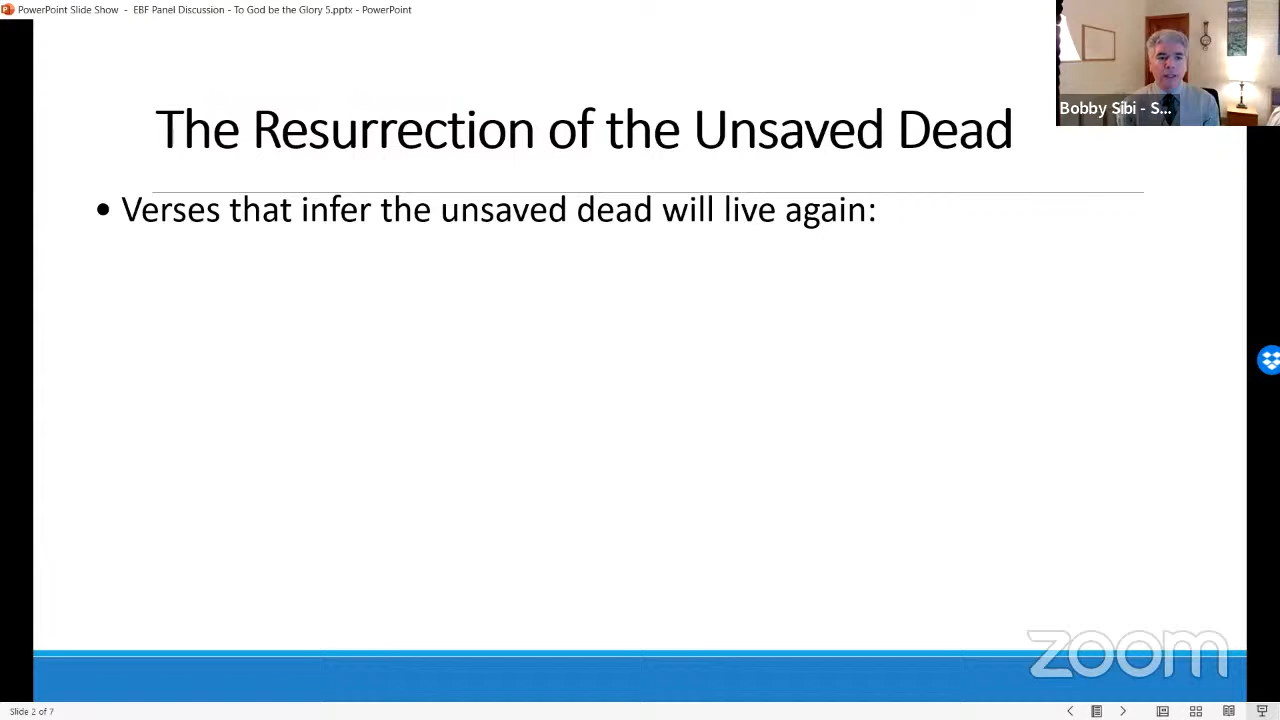 PowerPoint Slide Show - EBF Panel Discussion - To God be the Glory 5.pptx - PowerPoint
Bobby Sibi - S...
The Resurrection of the Unsaved Dead
• Verses that infer the unsaved dead will live again:
zoom
Slide 2 of 7